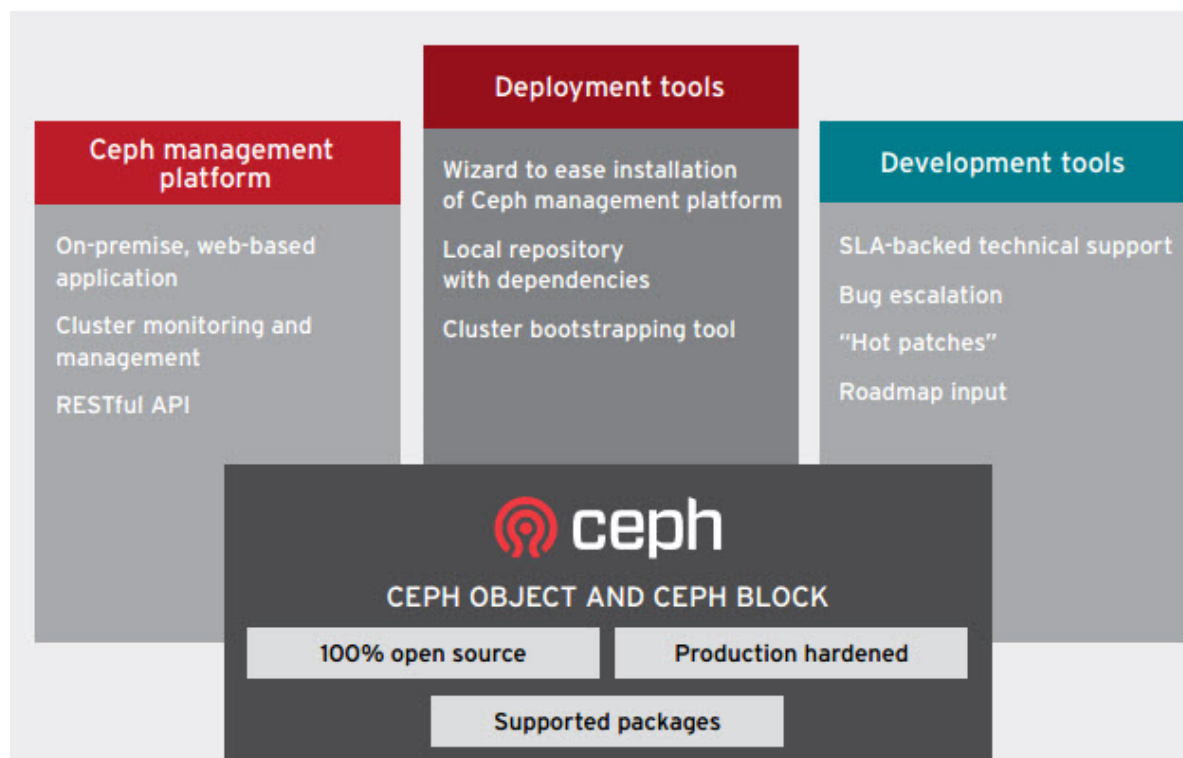 Deployment tools
Wizard to ease installation
of Ceph management platform
Local repository
with dependencies
Cluster bootstrapping tool
Ceph management
platform
On-premise, web-based
application
Cluster monitoring and
management
RESTful API
Development tools
SLA-backed technical support
Bug escalation
“Hot patches”
Roadmap input
ceph
CEPH OBJECT AND CEPH BLOCK
100% open source
Production hardened
Supported packages